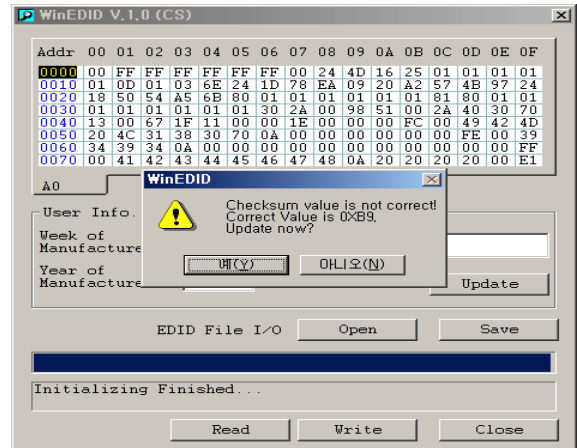 WinEDID V.1.0 (CS)
Addr 00 01 02 03 04 05 06 07 08 09 0A 0B 0C 0D 0E 0F
0000 00 FF FF FF FF FF FF 00 24 4D 16 25 01 01 01 01
0010 01 0D 01 03 6E 24 1D 78 EA 09 20 A2 57 4B 97 24
0020 18 50 54 A5 6B 80 01 01 01 01 01 01 81 80 01 01
0030 01 01 01 01 01 01 30 2A 00 98 51 00 2A 40 30 70
0040 13 00 67 1F 11 00 00 1E 00 00 00 FC 00 49 42 4D
0050 20 4C 31 38 30 70 0A 00 00 00 00 00 00 FE 00 39
0060 34 39 34 0A 00 00 00 00 00 00 00 00 00 00 00 FF
0070 00 41 42 43 44 45 46 47 48 0A 20 20 20 20 00 E1
A0
WinEDID
Checksum value is not correct!
Correct Value is 0XB9,
Update now?
예(Y)
아니오(N)
User Info.
Week of
Manufacture
Year of
Manufacture
Update
EDID File I/O
Open
Save
Initializing Finished...
Read
Write
Close